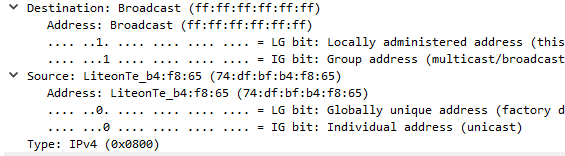 Destination: Broadcast (ff:ff:ff:ff:ff:ff)
Address: Broadcast (ff:ff:ff:ff:ff:ff)
.... ..1. .... .... .... .... = LG bit: Locally administered address (this
.... ...1 .... .... .... .... = IG bit: Group address (multicast/broadcast
Source: LiteonTe_b4:f8:65 (74:df:bf:b4:f8:65)
Address: LiteonTe_b4:f8:65 (74:df:bf:b4:f8:65)
.... ..0. .... .... .... .... = LG bit: Globally unique address (factory d
.... ...0 .... .... .... .... = IG bit: Individual address (unicast)
Type: IPv4 (0x0800)